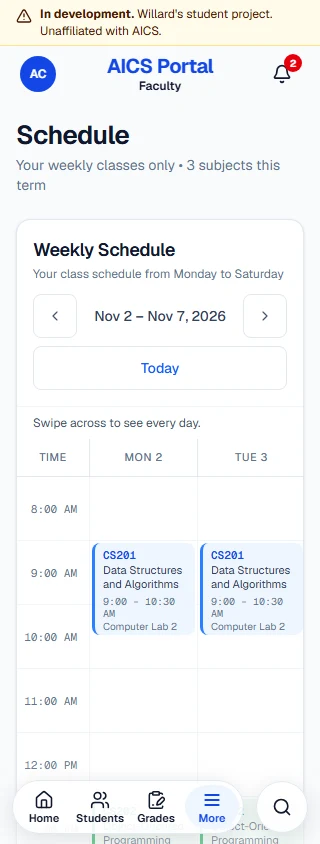 In development. Willard's student project.
Unaffiliated with AICS.
AC
AICS Portal
Faculty
2
Schedule
Your weekly classes only • 3 subjects this
term
Weekly Schedule
Your class schedule from Monday to Saturday
Nov 2 – Nov 7, 2026
Today
Swipe across to see every day.
TIME
MON 2
TUE 3
8:00 AM
9:00 AM
10:00 AM
11:00 AM
12:00 PM
CS201
Data Structures
and Algorithms
9:00 – 10:30
AM
Computer Lab 2
CS201
Data Structures
and Algorithms
9:00 – 10:30
AM
Computer Lab 2
Programming
Programming
Home
Students
Grades
More